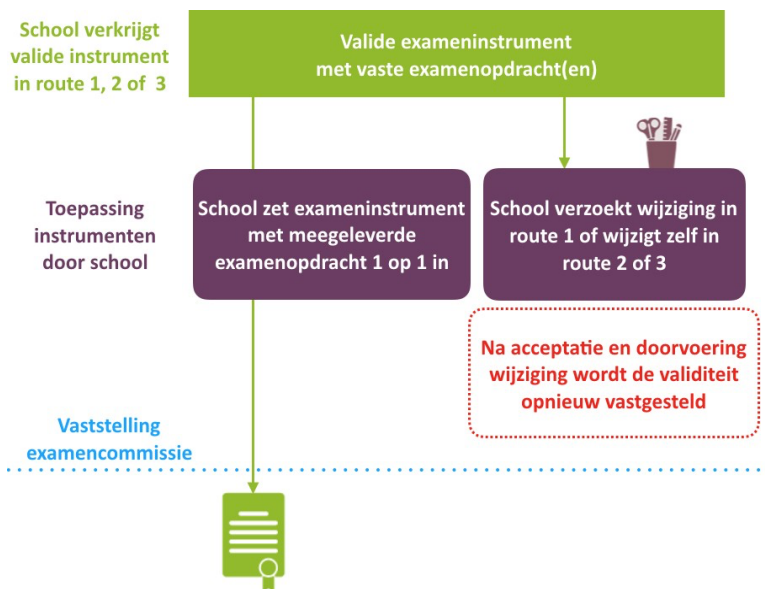 School verkrijgt
valide instrument
in route 1, 2 of 3
Valide exameninstrument
met vaste examenopdracht(en)
Toepassing
instrumenten
door school
School zet exameninstrument
met meegeleverde
examenopdracht 1 op 1 in
School verzoekt wijziging in
route 1 of wijzigt zelf in
route 2 of 3
Na acceptatie en doorvoering
wijziging wordt de validiteit
opnieuw vastgesteld
Vaststelling
examencommissie